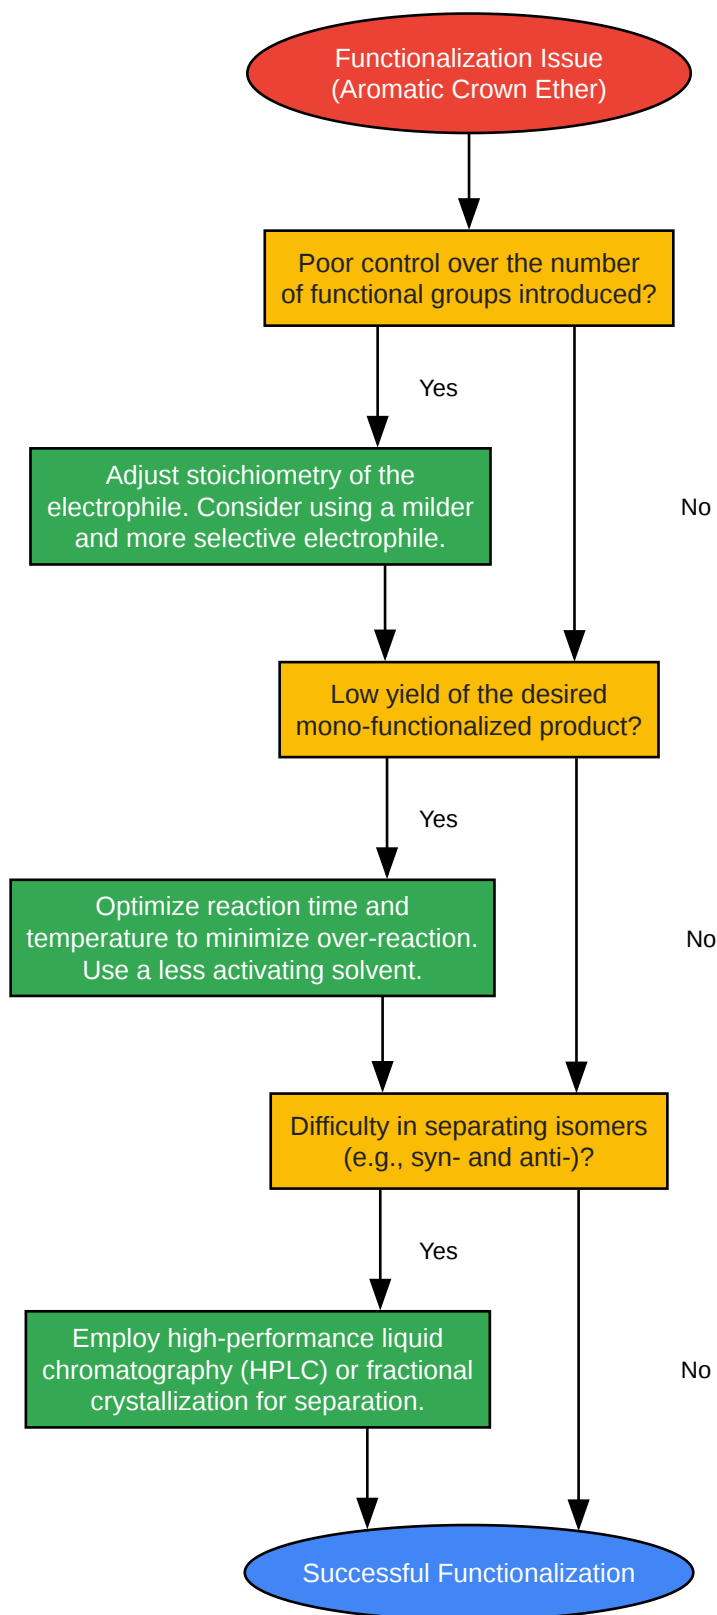 Functionalization Issue
(Aromatic Crown Ether)
Poor control over the number
of functional groups introduced?
Yes
Adjust stoichiometry of the
electrophile. Consider using a milder
and more selective electrophile.
No
Low yield of the desired
mono-functionalized product?
Yes
Optimize reaction time and
temperature to minimize over-reaction.
Use a less activating solvent.
No
Difficulty in separating isomers
(e.g., syn- and anti-)?
Yes
Employ high-performance liquid
chromatography (HPLC) or fractional
crystallization for separation.
No
Successful Functionalization